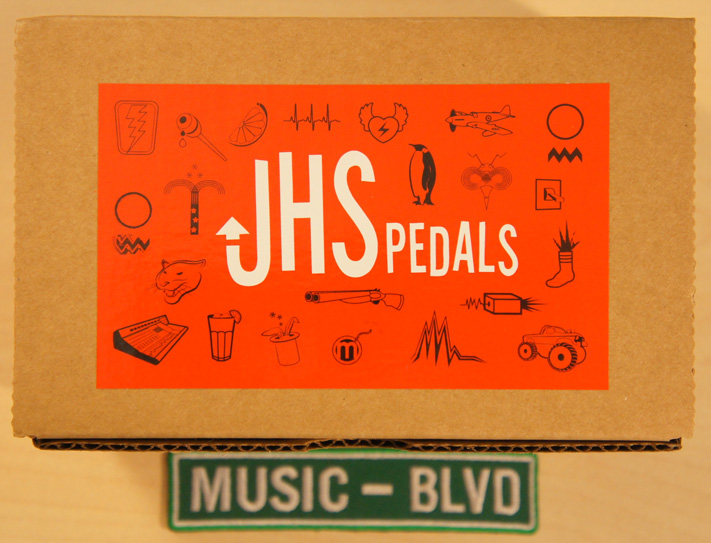 JHS PEDALS
MUSIC – BLVD